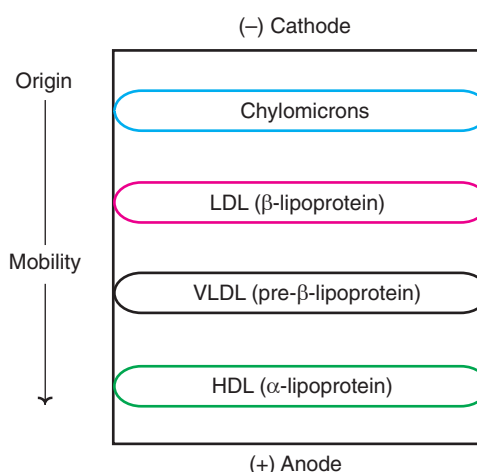 (–) Cathode
Origin
Chylomicrons
LDL (β-lipoprotein)
Mobility
VLDL (pre-β-lipoprotein)
HDL (α-lipoprotein)
(+) Anode